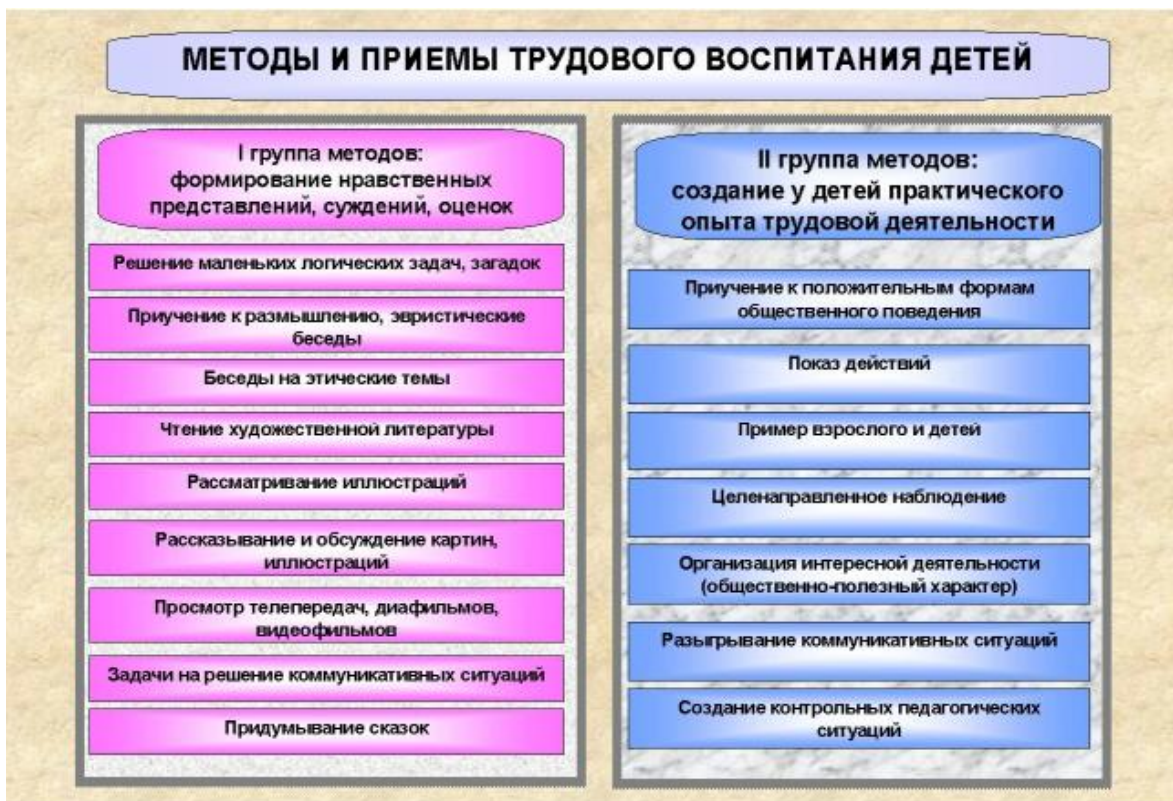 МЕТОДЫ И ПРИЕМЫ ТРУДОВОГО ВОСПИТАНИЯ ДЕТЕЙ
I группа методов:
формирование нравственных
представлений, суждений, оценок
Решение маленьких логических задач, загадок
Приучение к размышлению, эвристические
беседы
Беседы на этические темы
Чтение художественной литературы
Рассматривание иллюстраций
Рассказывание и обсуждение картин,
иллюстраций
Просмотр телепередач, диафильмов,
видеофильмов
Задачи на решение коммуникативных ситуаций
Придумывание сказок
II группа методов:
создание у детей практического
опыта трудовой деятельности
Приучение к положительным формам
общественного поведения
Показ действий
Пример взрослого и детей
Целенаправленное наблюдение
Организация интересной деятельности
(общественно-полезный характер)
Разыгрывание коммуникативных ситуаций
Создание контрольных педагогических
ситуаций